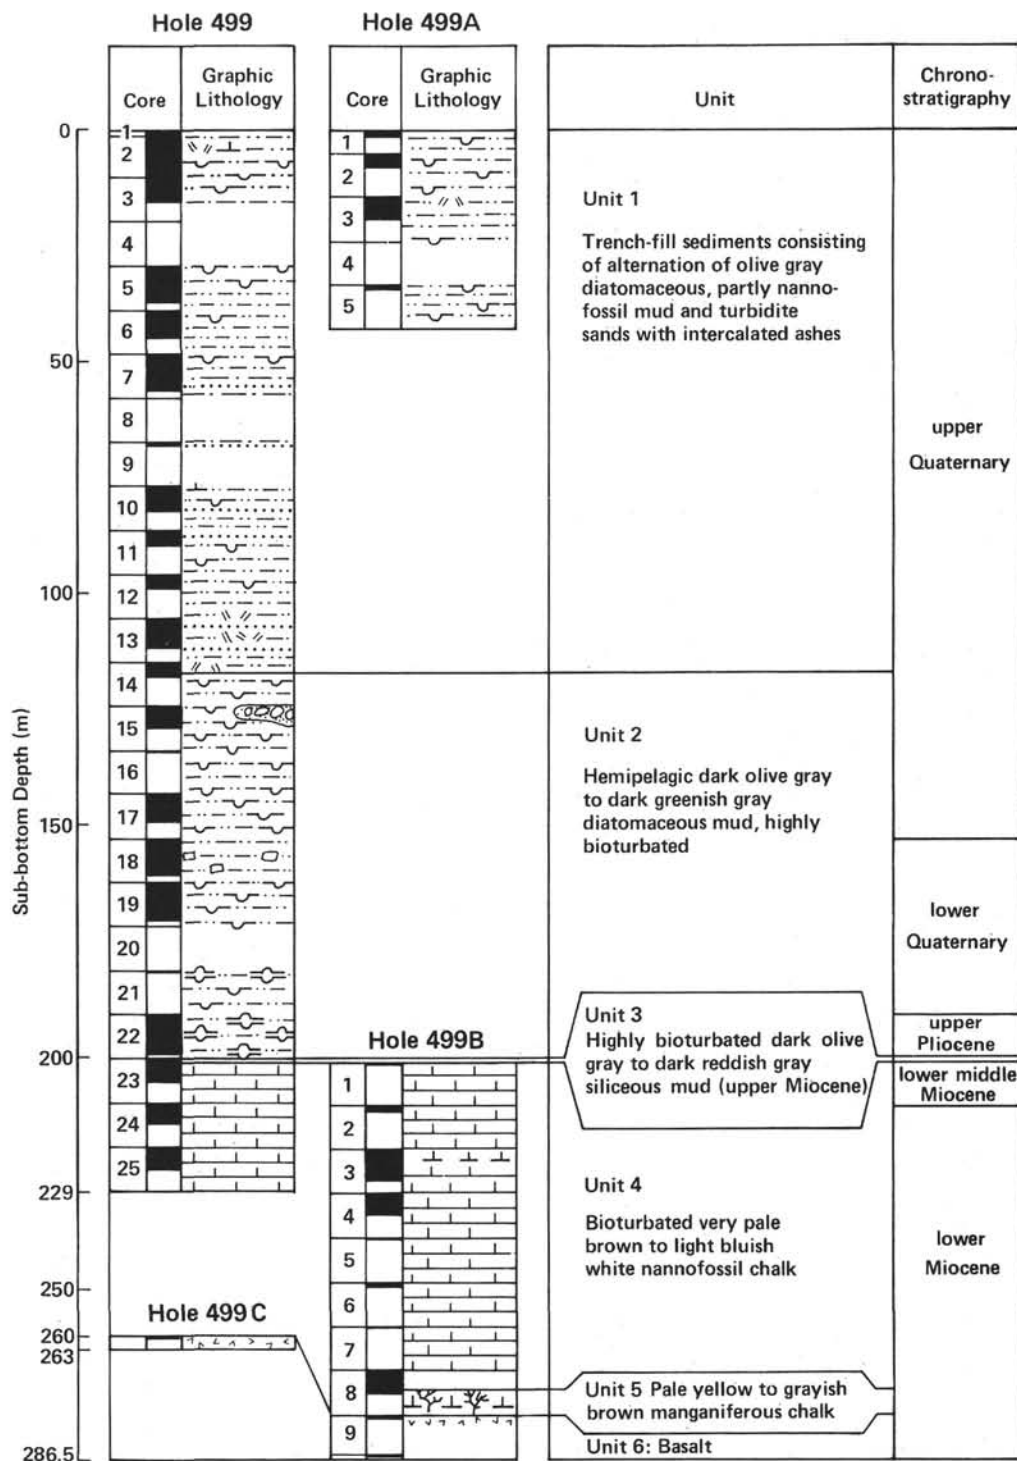 Hole 499
Hole 499A
Core
Graphic
Lithology
Core
Graphic
Lithology
Unit
Chrono-
stratigraphy
Sub-bottom Depth (m)
0
50
100
150
200
229
250
260
263
286.5
1
2
3
4
5
6
7
8
9
10
11
12
13
14
15
16
17
18
19
20
21
22
23
24
25
1
2
3
4
5
Unit 1
Trench-fill sediments consisting
of alternation of olive gray
diatomaceous, partly nanno-
fossil mud and turbidite
sands with intercalated ashes
upper
Quaternary
Unit 2
Hemipelagic dark olive gray
to dark greenish gray
diatomaceous mud, highly
bioturbated
lower
Quaternary
Hole 499B
1
2
3
4
5
6
7
8
9
Unit 3
Highly bioturbated dark olive
gray to dark reddish gray
siliceous mud (upper Miocene)
upper
Pliocene
lower middle
Miocene
Unit 4
Bioturbated very pale
brown to light bluish
white nannofossil chalk
lower
Miocene
Hole 499C
Unit 5 Pale yellow to grayish
brown manganiferous chalk
Unit 6: Basalt